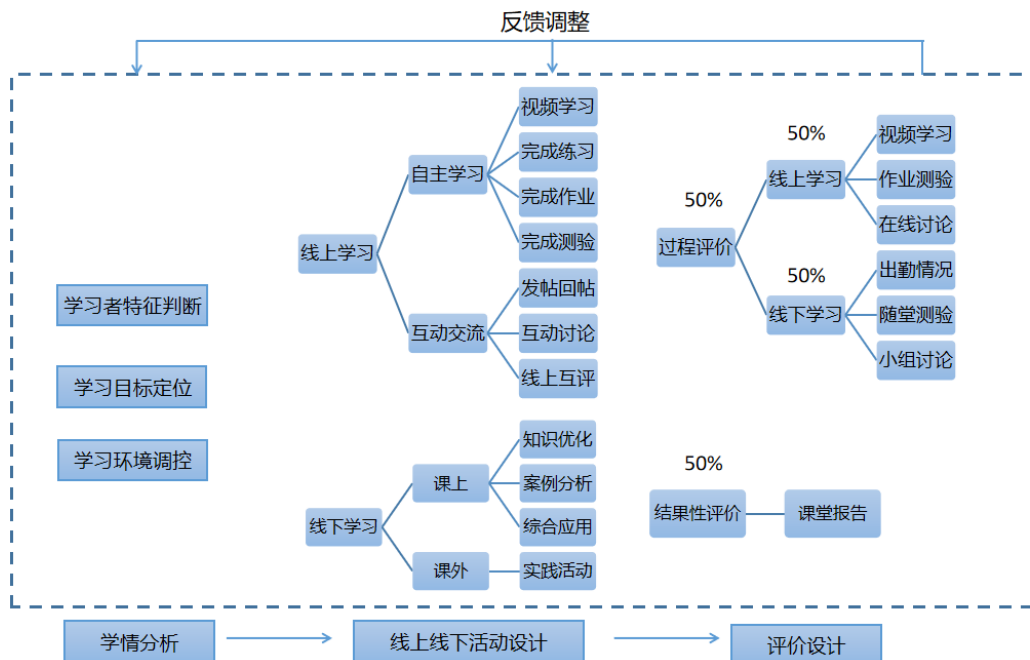 反馈调整
学习者特征判断
学习目标定位
学习环境调控
线上学习
自主学习
视频学习
完成练习
完成作业
完成测验
互动交流
发帖回帖
互动讨论
线上互评
线下学习
课上
知识优化
案例分析
综合应用
课外
实践活动
50%
过程评价
50%
线上学习
视频学习
作业测验
在线讨论
50%
线下学习
出勤情况
随堂测验
小组讨论
50%
结果性评价
课堂报告
学情分析
线上线下活动设计
评价设计